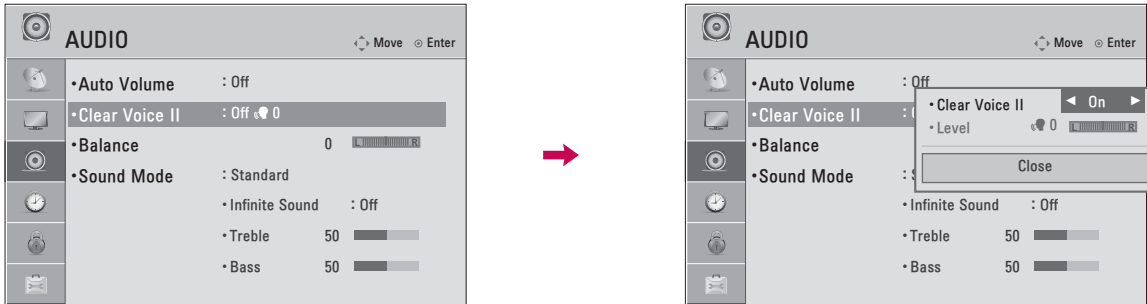 AUDIO
Move Enter
•Auto Volume : Off
•Clear Voice II : Off 0
•Balance 0 L R
•Sound Mode : Standard
•Infinite Sound : Off
•Treble 50
•Bass 50
AUDIO
Move Enter
•Auto Volume : Off
•Clear Voice II :
•Balance
•Sound Mode :
•Infinite Sound : Off
•Treble 50
•Bass 50
•Clear Voice II ◄ On ►
•Level 0 L R
Close